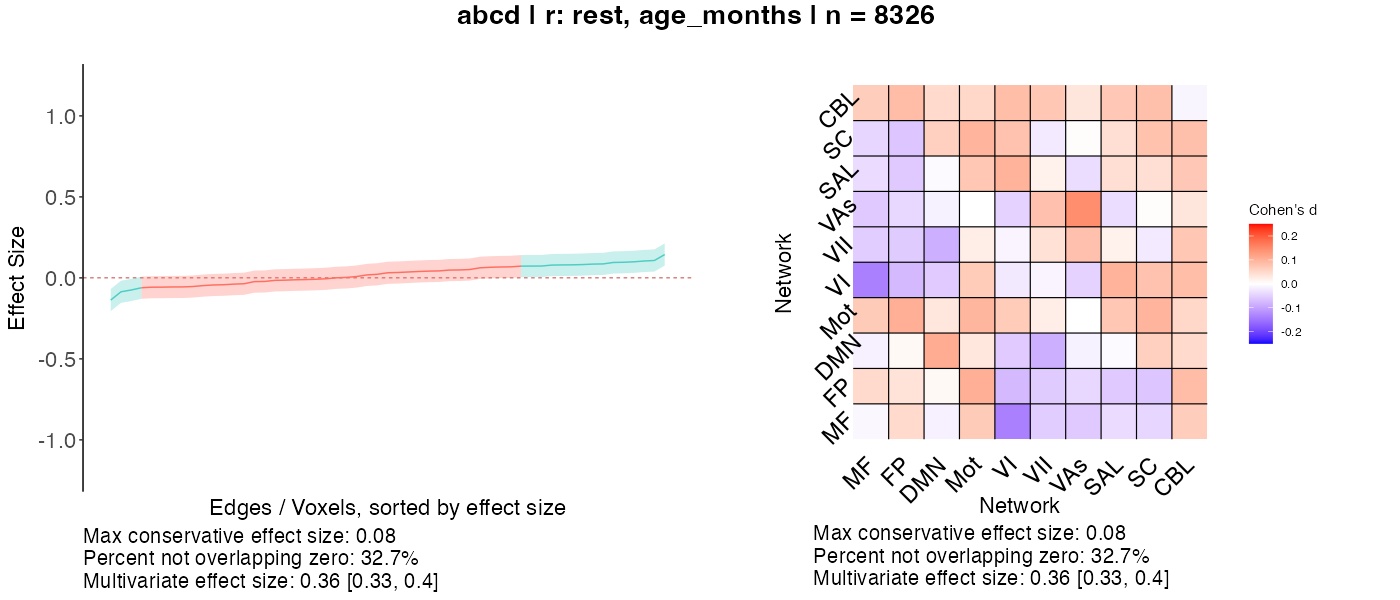 abcd | r: rest, age_months | n = 8326
Effect Size
1.0
0.5
0.0
-0.5
-1.0
Edges / Voxels, sorted by effect size
Max conservative effect size: 0.08
Percent not overlapping zero: 32.7%
Multivariate effect size: 0.36 [0.33, 0.4]
Network
CBL
SC
SAL
VAs
VII
VI
Mot
DMN
FP
MF
MF
FP
DMN
Mot
VI
VII
VAs
SAL
SC
CBL
Network
Max conservative effect size: 0.08
Percent not overlapping zero: 32.7%
Multivariate effect size: 0.36 [0.33, 0.4]
Cohen's d
0.2
0.1
0.0
-0.1
-0.2